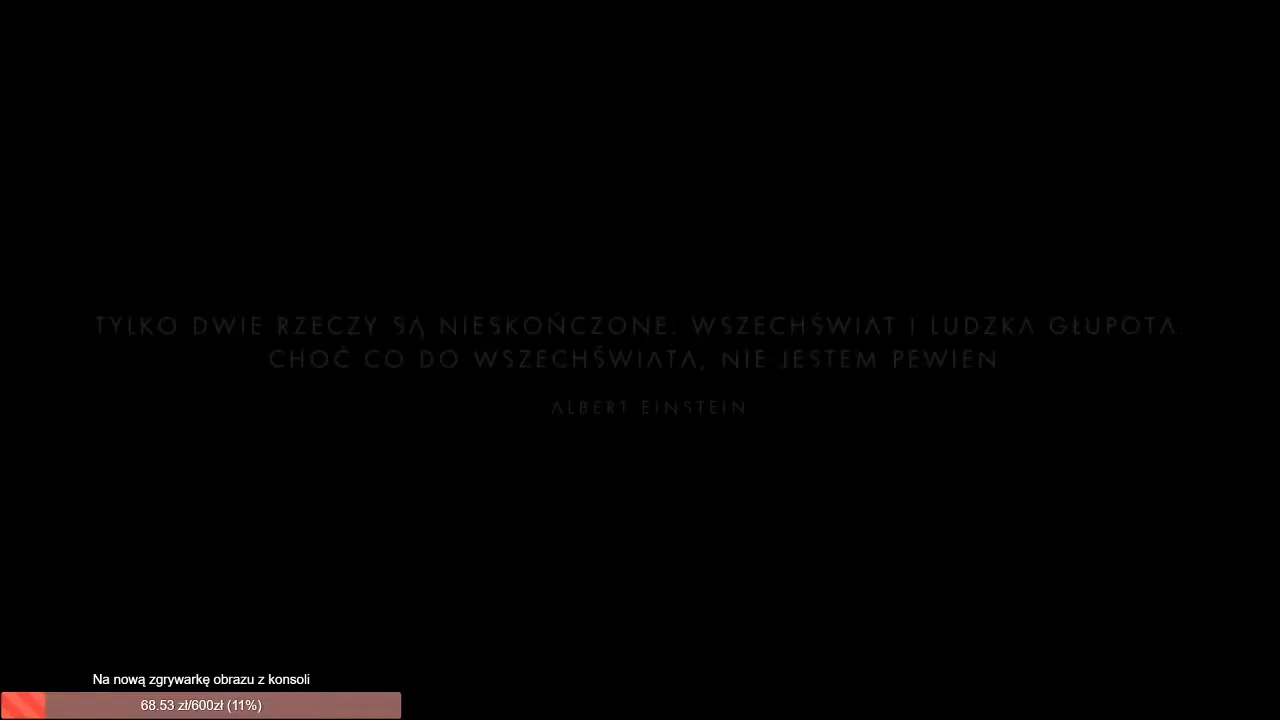 TYLKO DWIE RZECZY SĄ NIESKOŃCZONE: WSZECHŚWIAT I LUDZKA GŁUPOTA.
CHOĆ CO DO WSZECHŚWIATA, NIE JESTEM PEWIEN
- ALBERT EINSTEIN
Na nową zgrywarkę obrazu z konsoli
68.53 zł/600zł (11%)